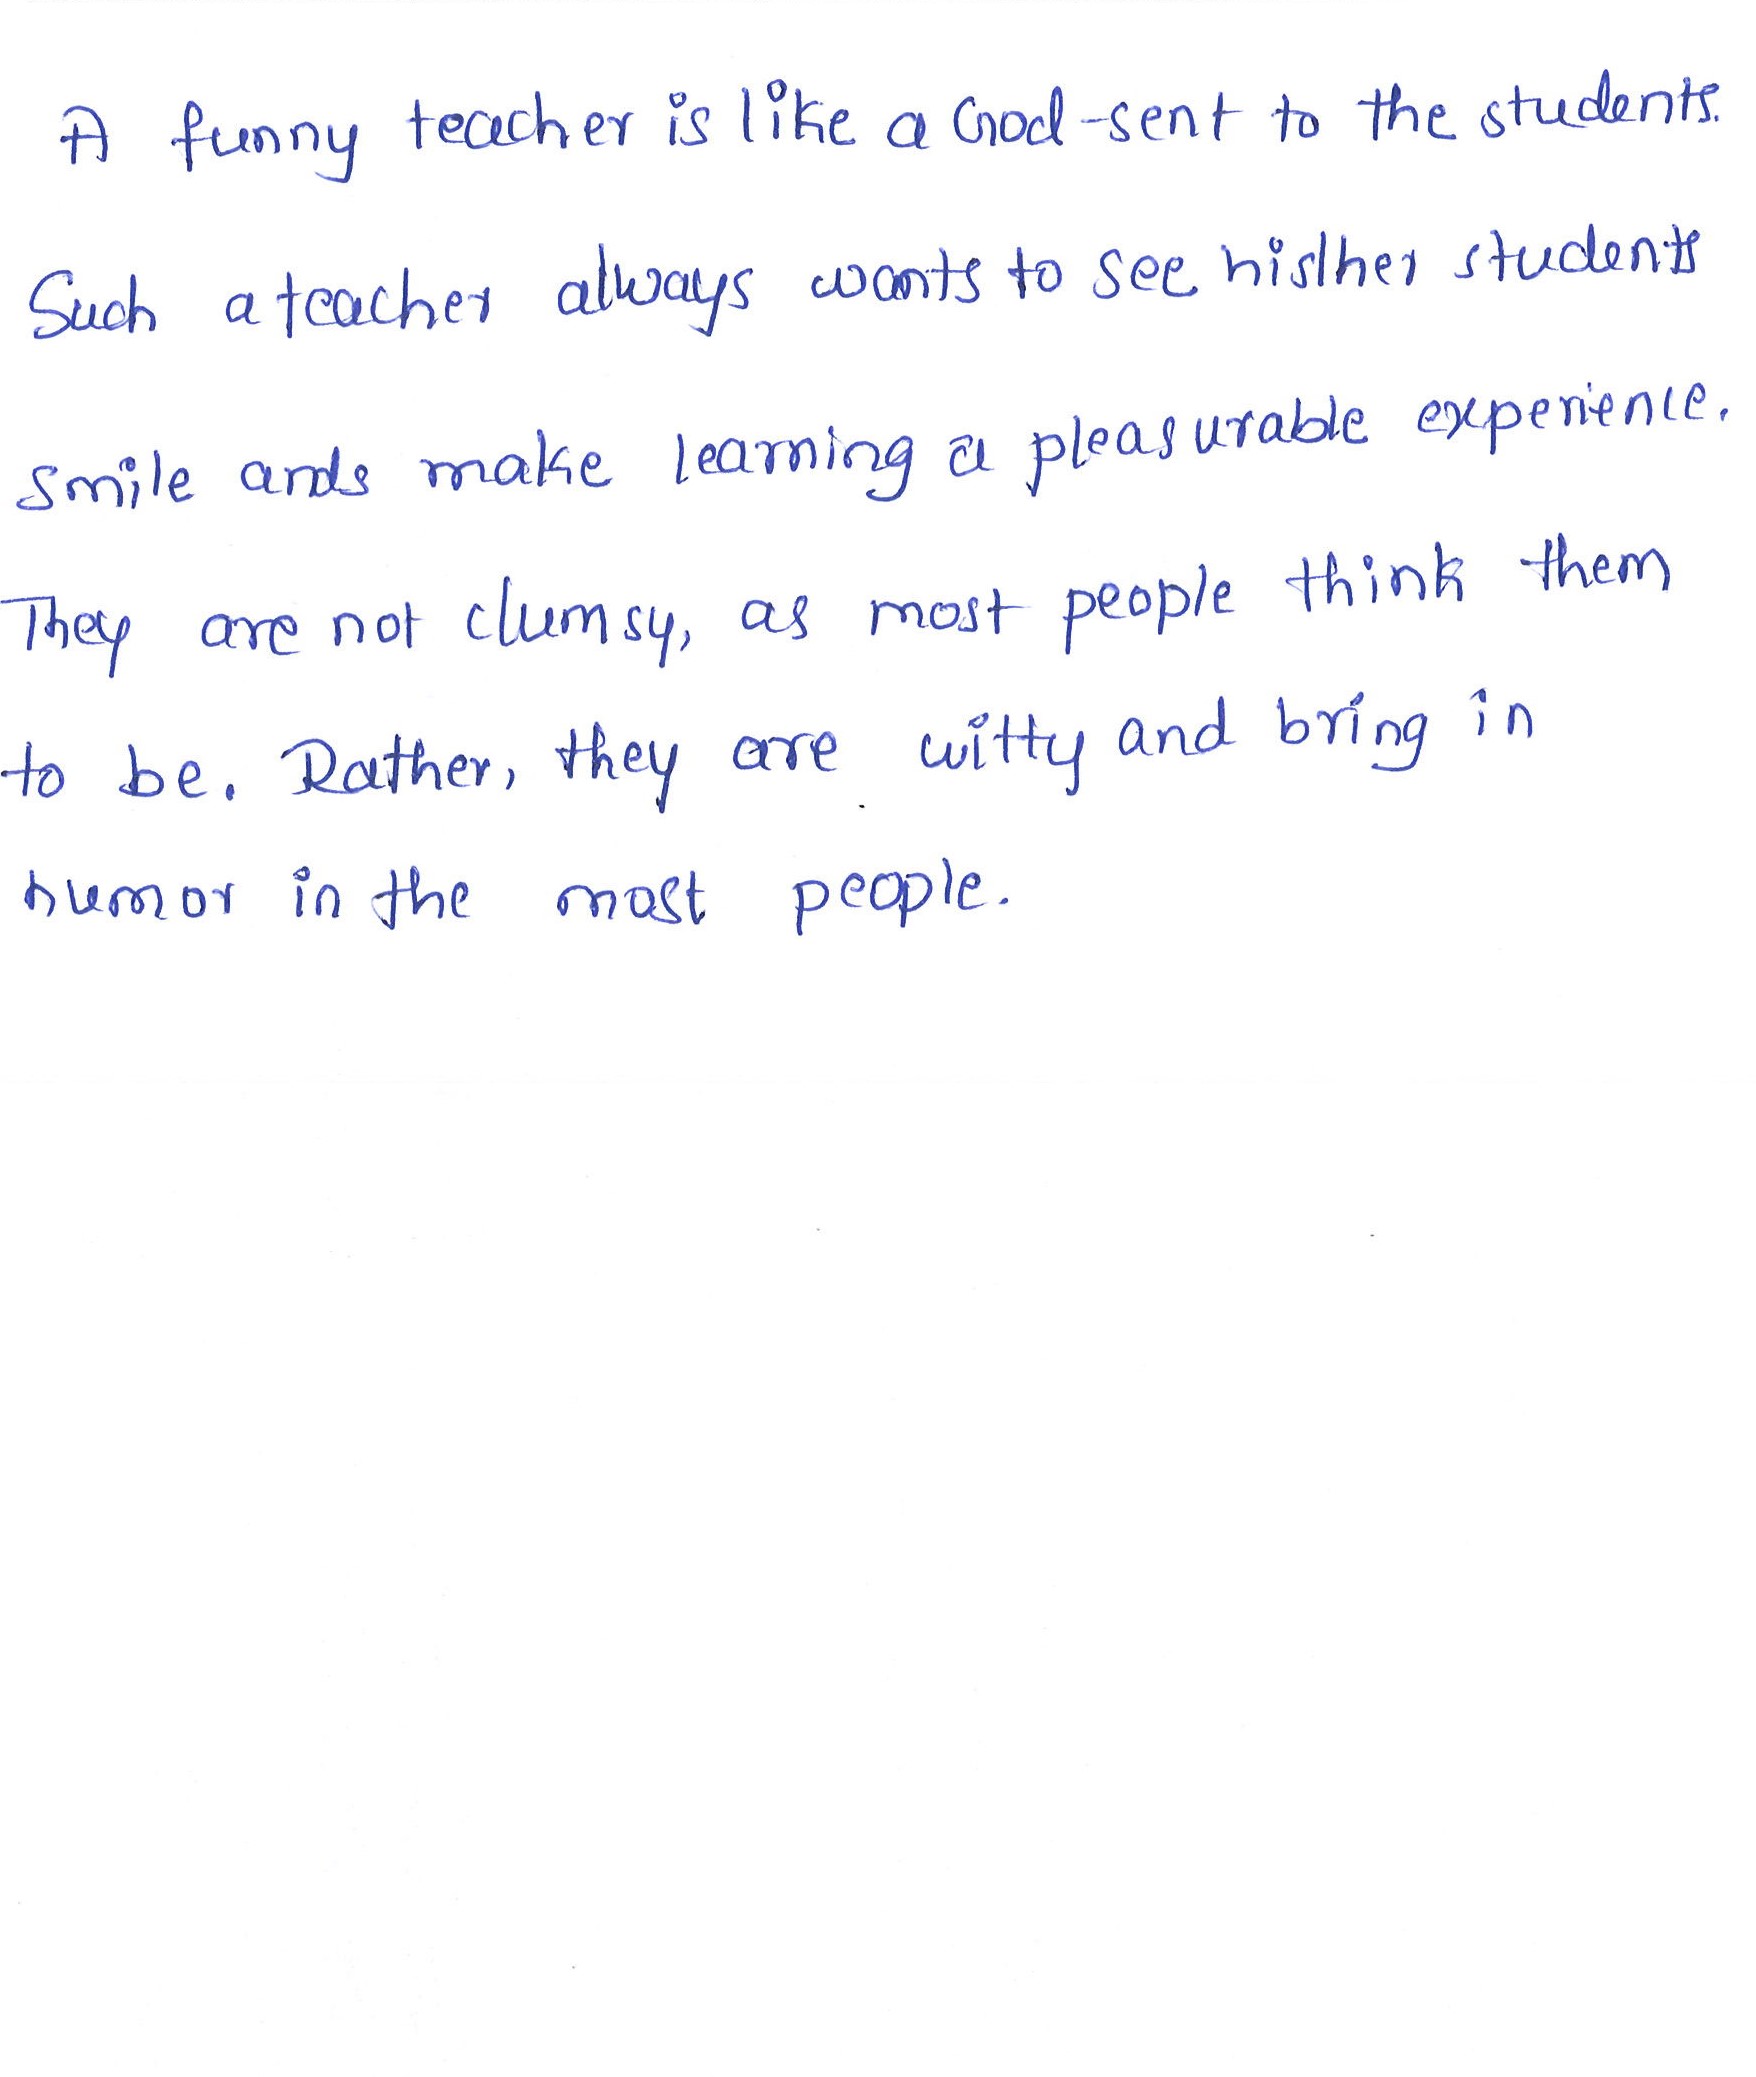 A funny teacher is like a God-sent to the students.
Such a teacher always wants to see his/her students
smile ands make learning a pleasurable experience.
They are not clumsy, as most people think them
to be. Rather, they are witty and bring in
humor in the most people.